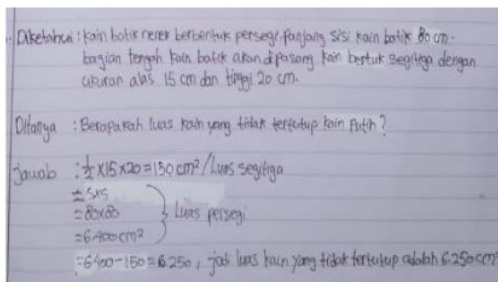 Diketahui : kain batik nenek berbentuk persegi. panjang sisi kain batik 80 cm.
bagian tengah kain batik akan dipasang kain bentuk segitiga dengan
ukuran alas 15 cm dan tinggi 20 cm.
Ditanya : Berapakah luas kain yang tidak tertutup kain putih?
Jawab : ½ x 15 x 20 = 150 cm² / Luas segitiga
= sxs
= 80x80 } Luas persegi
= 6.400 cm²
= 6400 - 150 = 6.250, jadi luas kain yang tidak tertutup adalah 6.250 cm²